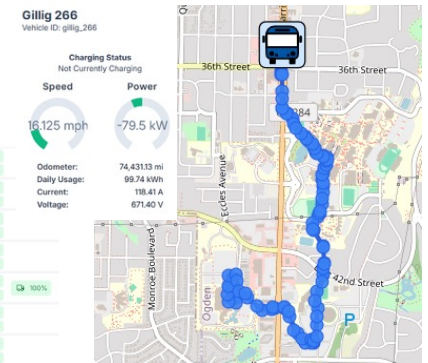 Gillig 266
Vehicle ID: gillig_266
Charging Status
Not Currently Charging
Speed Power
16.125 mph -79.5 kW
Odometer: 74,431.13 mi
Daily Usage: 99.74 kWh
Current: 118.41 A
Voltage: 671.40 V
100%
36th Street 36th Street
284
Eccles Avenue
Monroe Boulevard
Ogden
42nd Street
P